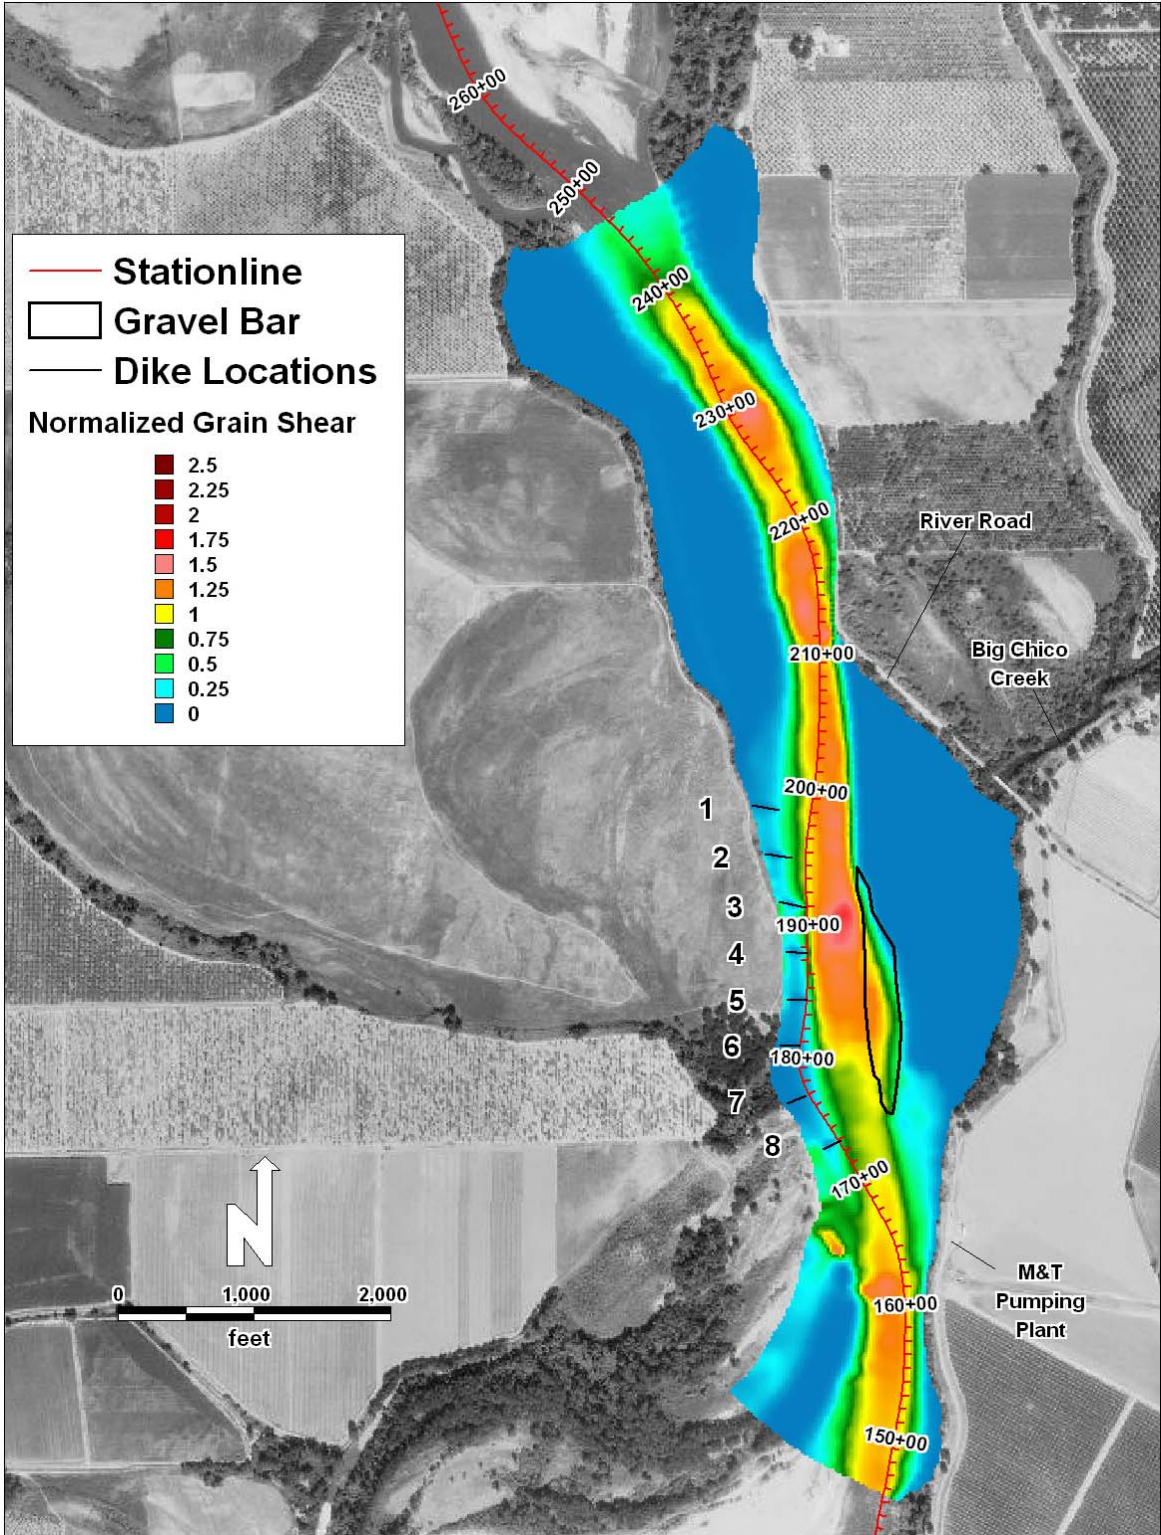 260+00
250+00
240+00
Stationline
Gravel Bar
Dike Locations
Normalized Grain Shear
2.5
2.25
2
1.75
1.5
1.25
1
0.75
0.5
0.25
0
230+00
220+00
River Road
210+00
Big Chico
Creek
200+00
1
2
3
190+00
4
5
6
180+00
7
8
170+00
N
0 1,000 2,000
feet
M&T
Pumping
Plant
160+00
150+00